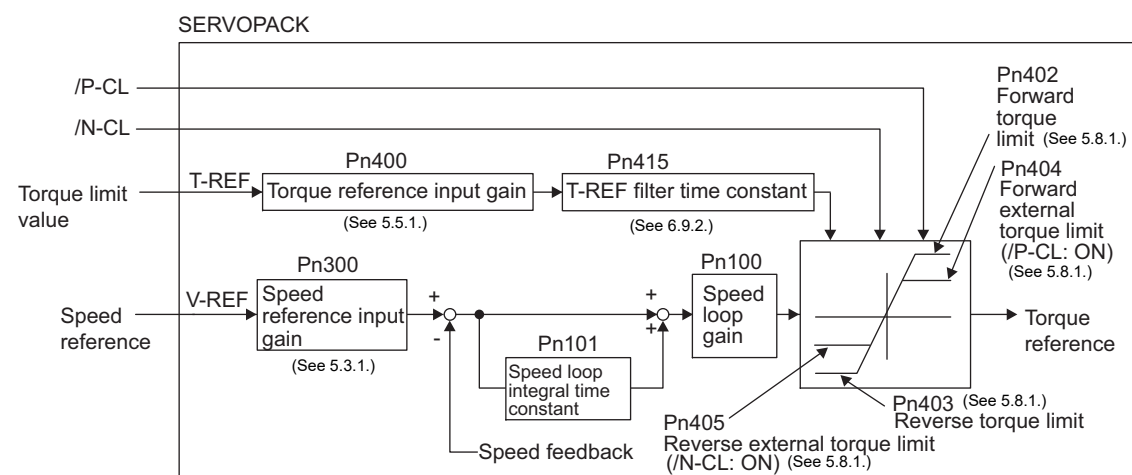 SERVOPACK
/P-CL
/N-CL
Torque limit
value
T-REF
Pn400
Torque reference input gain
(See 5.5.1.)
Pn415
T-REF filter time constant
(See 6.9.2.)
Pn402
Forward
torque
limit (See 5.8.1.)
Pn404
Forward
external
torque limit
(/P-CL: ON)
(See 5.8.1.)
Speed
reference
V-REF
Pn300
Speed
reference input
gain
(See 5.3.1.)
+
-
Pn101
Speed loop
integral time
constant
Speed feedback
+
+
Pn100
Speed
loop
gain
Torque
reference
Pn403 (See 5.8.1.)
Reverse torque limit
Pn405
Reverse external torque limit
(/N-CL: ON) (See 5.8.1.)